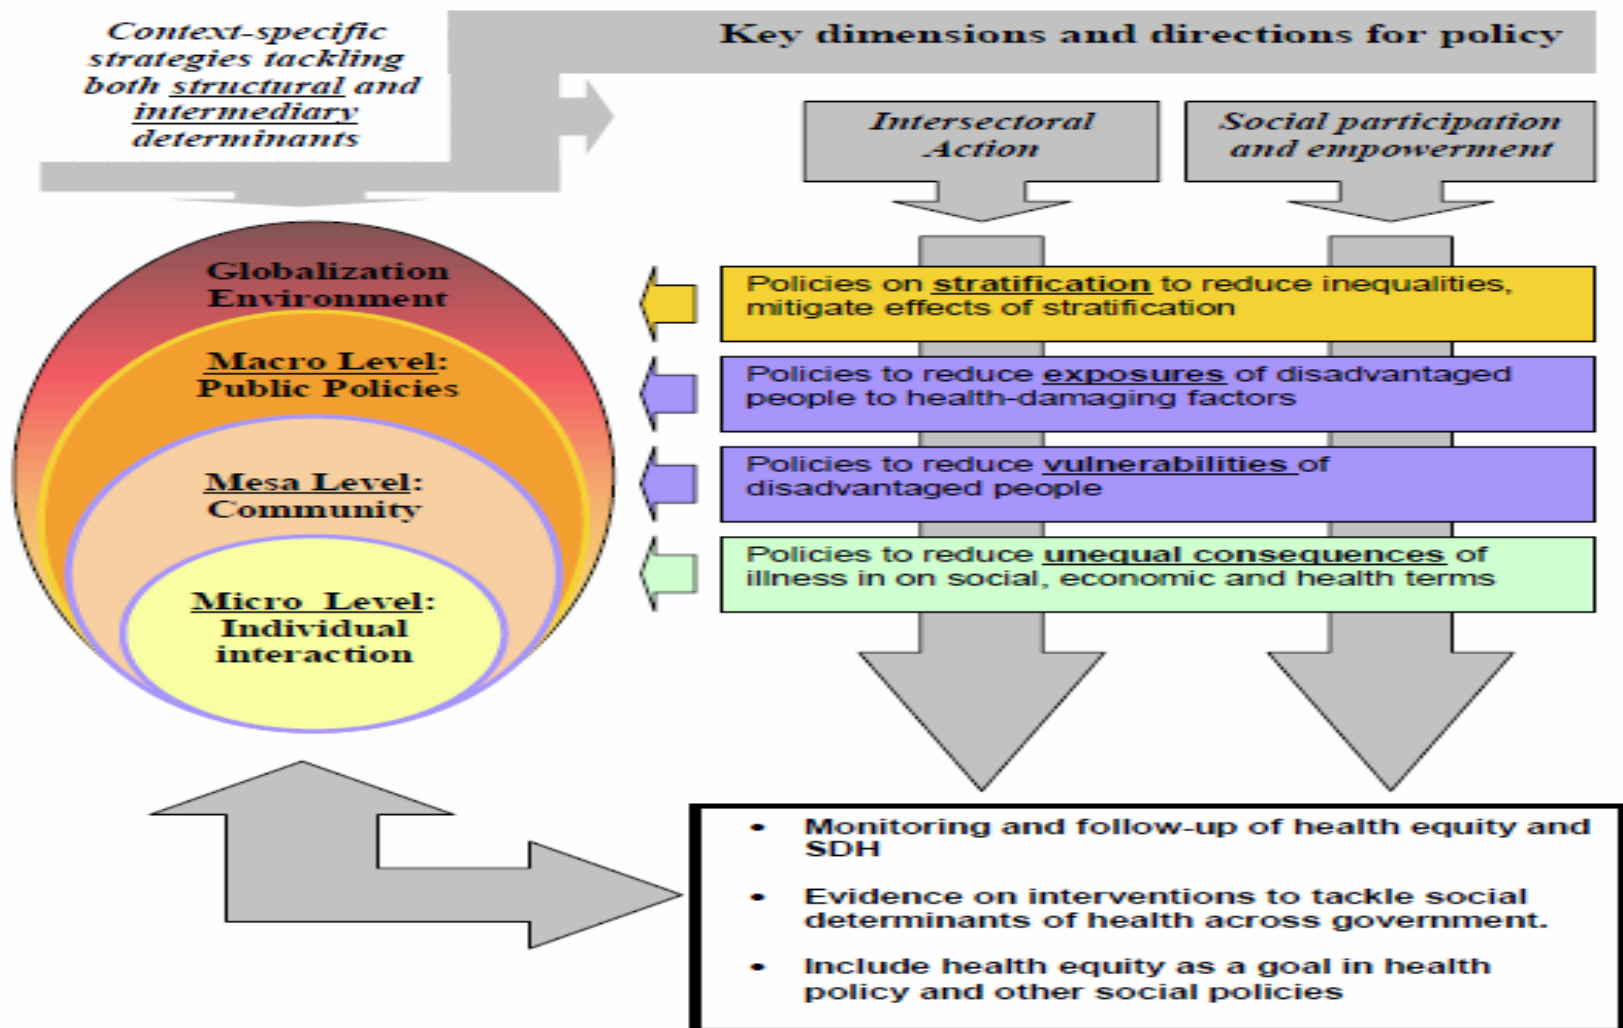 Context-specific
strategies tackling
both structural and
intermediary
determinants
Key dimensions and directions for policy
Intersectoral
Action
Social participation
and empowerment
Globalization
Environment
Macro Level:
Public Policies
Mesa Level:
Community
Micro Level:
Individual
interaction
Policies on stratification to reduce inequalities,
mitigate effects of stratification
Policies to reduce exposures of disadvantaged
people to health-damaging factors
Policies to reduce vulnerabilities of
disadvantaged people
Policies to reduce unequal consequences of
illness in on social, economic and health terms
• Monitoring and follow-up of health equity and
SDH
• Evidence on interventions to tackle social
determinants of health across government.
• Include health equity as a goal in health
policy and other social policies